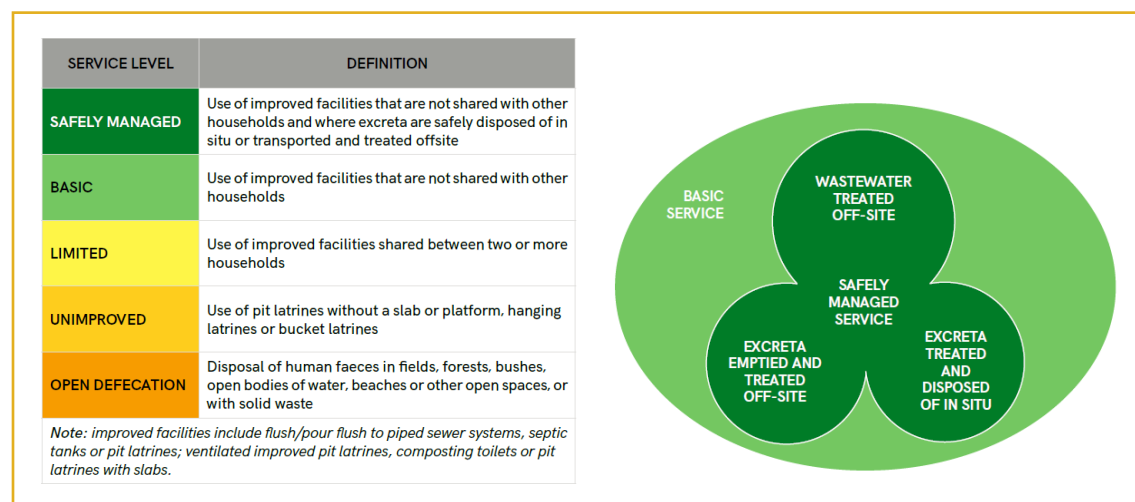 SERVICE LEVEL
DEFINITION
SAFELY MANAGED
Use of improved facilities that are not shared with other
households and where excreta are safely disposed of in
situ or transported and treated offsite
BASIC
Use of improved facilities that are not shared with other
households
LIMITED
Use of improved facilities shared between two or more
households
UNIMPROVED
Use of pit latrines without a slab or platform, hanging
latrines or bucket latrines
OPEN DEFECATION
Disposal of human faeces in fields, forests, bushes,
open bodies of water, beaches or other open spaces, or
with solid waste
Note: improved facilities include flush/pour flush to piped sewer systems, septic
tanks or pit latrines; ventilated improved pit latrines, composting toilets or pit
latrines with slabs.
BASIC
SERVICE
WASTEWATER
TREATED
OFF-SITE
SAFELY
MANAGED
SERVICE
EXCRETA
EMPTIED AND
TREATED
OFF-SITE
EXCRETA
TREATED
AND
DISPOSED
OF IN SITU